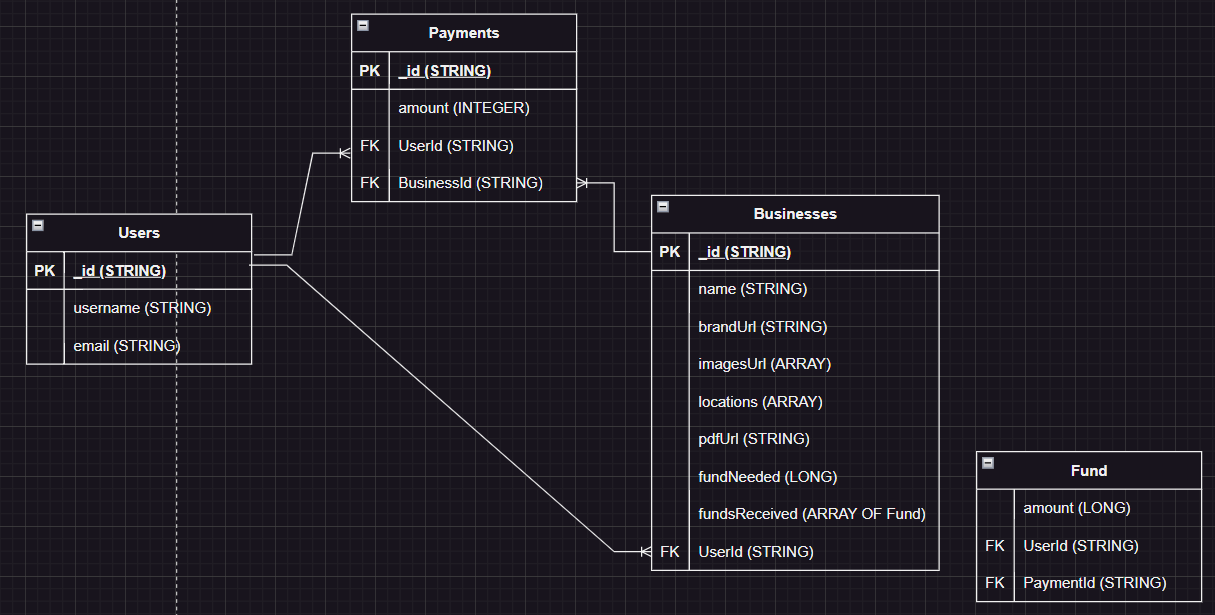 Payments
PK _id (STRING)
amount (INTEGER)
FK UserId (STRING)
FK BusinessId (STRING)
Users
PK _id (STRING)
username (STRING)
email (STRING)
Businesses
PK _id (STRING)
name (STRING)
brandUrl (STRING)
imagesUrl (ARRAY)
locations (ARRAY)
pdfUrl (STRING)
fundNeeded (LONG)
fundsReceived (ARRAY OF Fund)
FK UserId (STRING)
Fund
amount (LONG)
FK UserId (STRING)
FK PaymentId (STRING)